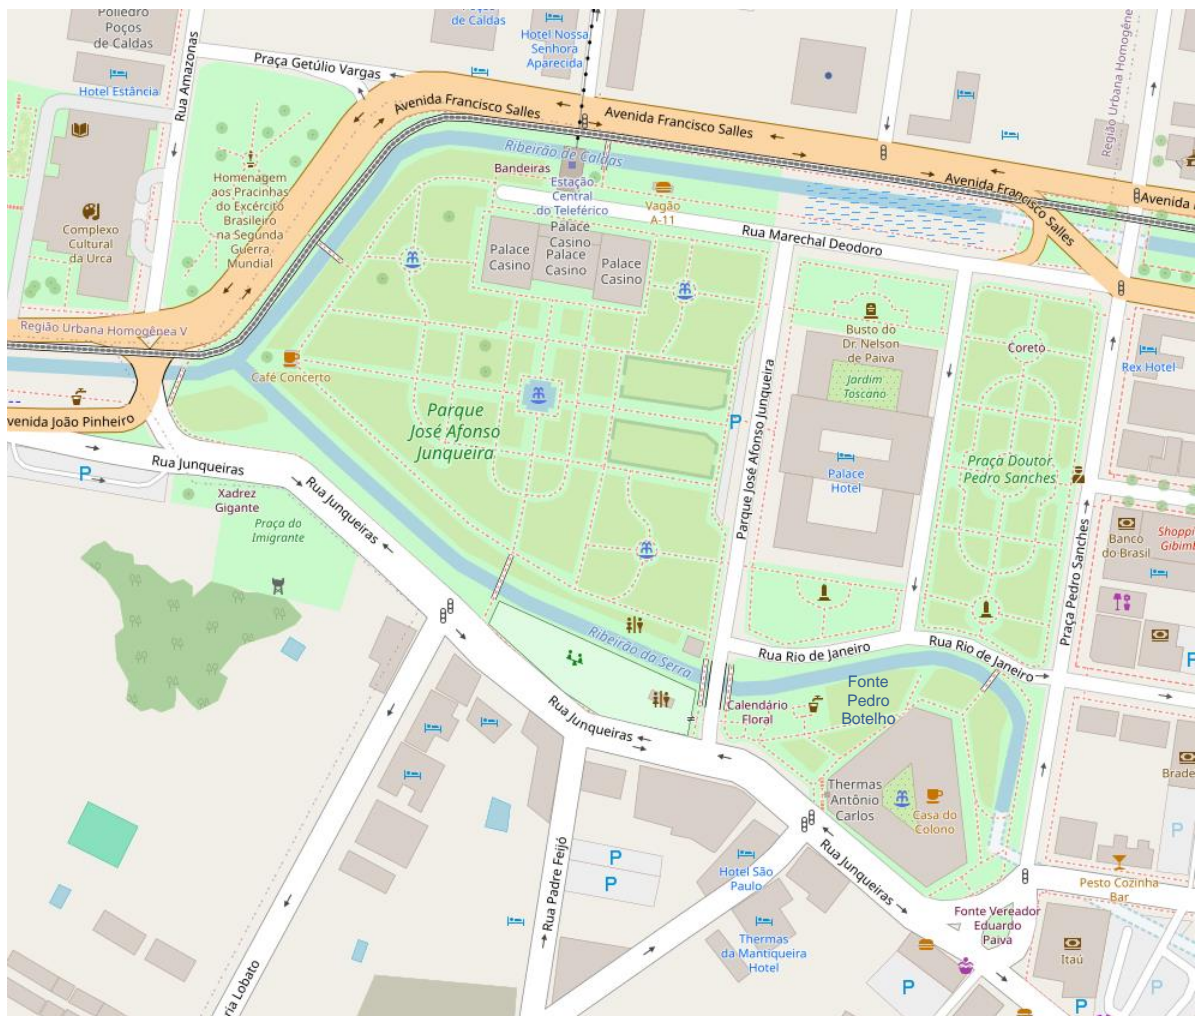 Poliedro
Poços
de Caldas
de Caldas
Hotel Nossa
Senhora
Aparecida
Região Urbana Homogêne
Rua Amazonas
Praça Getúlio Vargas
Hotel Estância
Avenida Francisco Salles
Avenida Francisco Salles
Avenida Francisco Salles
Avenida
Ribeirão de Caldas
Bandeiras
Estação
Central
do Teleférico
Vagão
A-11
Homenagem
aos Pracinhas
do Excército
Brasileiro
na Segunda
Guerra
Mundial
Complexo
Cultural
da Urca
Palace
Casino
Palace
Casino
Palace
Casino
Palace
Casino
Rua Marechal Deodoro
Região Urbana Homogênea V
Busto do
Dr. Nelson
de Paiva
Coreto
Rex Hotel
Café Concerto
Jardim
Toscano
Parque
José Afonso
Junqueira
Parque José Afonso Junqueira
P
venida João Pinheiro
Rua Junqueiras
P
Palace
Hotel
Praça Doutor
Pedro Sanches
Xadrez
Gigante
Rua Junqueiras
Praça do
Imigrante
Banco
do Brasil
Shoppi
Gibimb
Praça Pedro Sanches
Ribeirão da Serra
Rua Rio de Janeiro
Rua Rio de Janeiro
P
Fonte
Pedro
Botelho
Calendário
Floral
Rua Junqueiras
Thermas
Antônio
Carlos
Casa do
Colono
Brade
P
Rua Padre Feijó
P
P
Hotel São
Paulo
Rua Junqueiras
Pesto Cozinha
Bar
Fonte Vereador
Eduardo
Paiva
Thermas
da Mantiqueira
Hotel
Itaú
ria Lobato
P
P
P